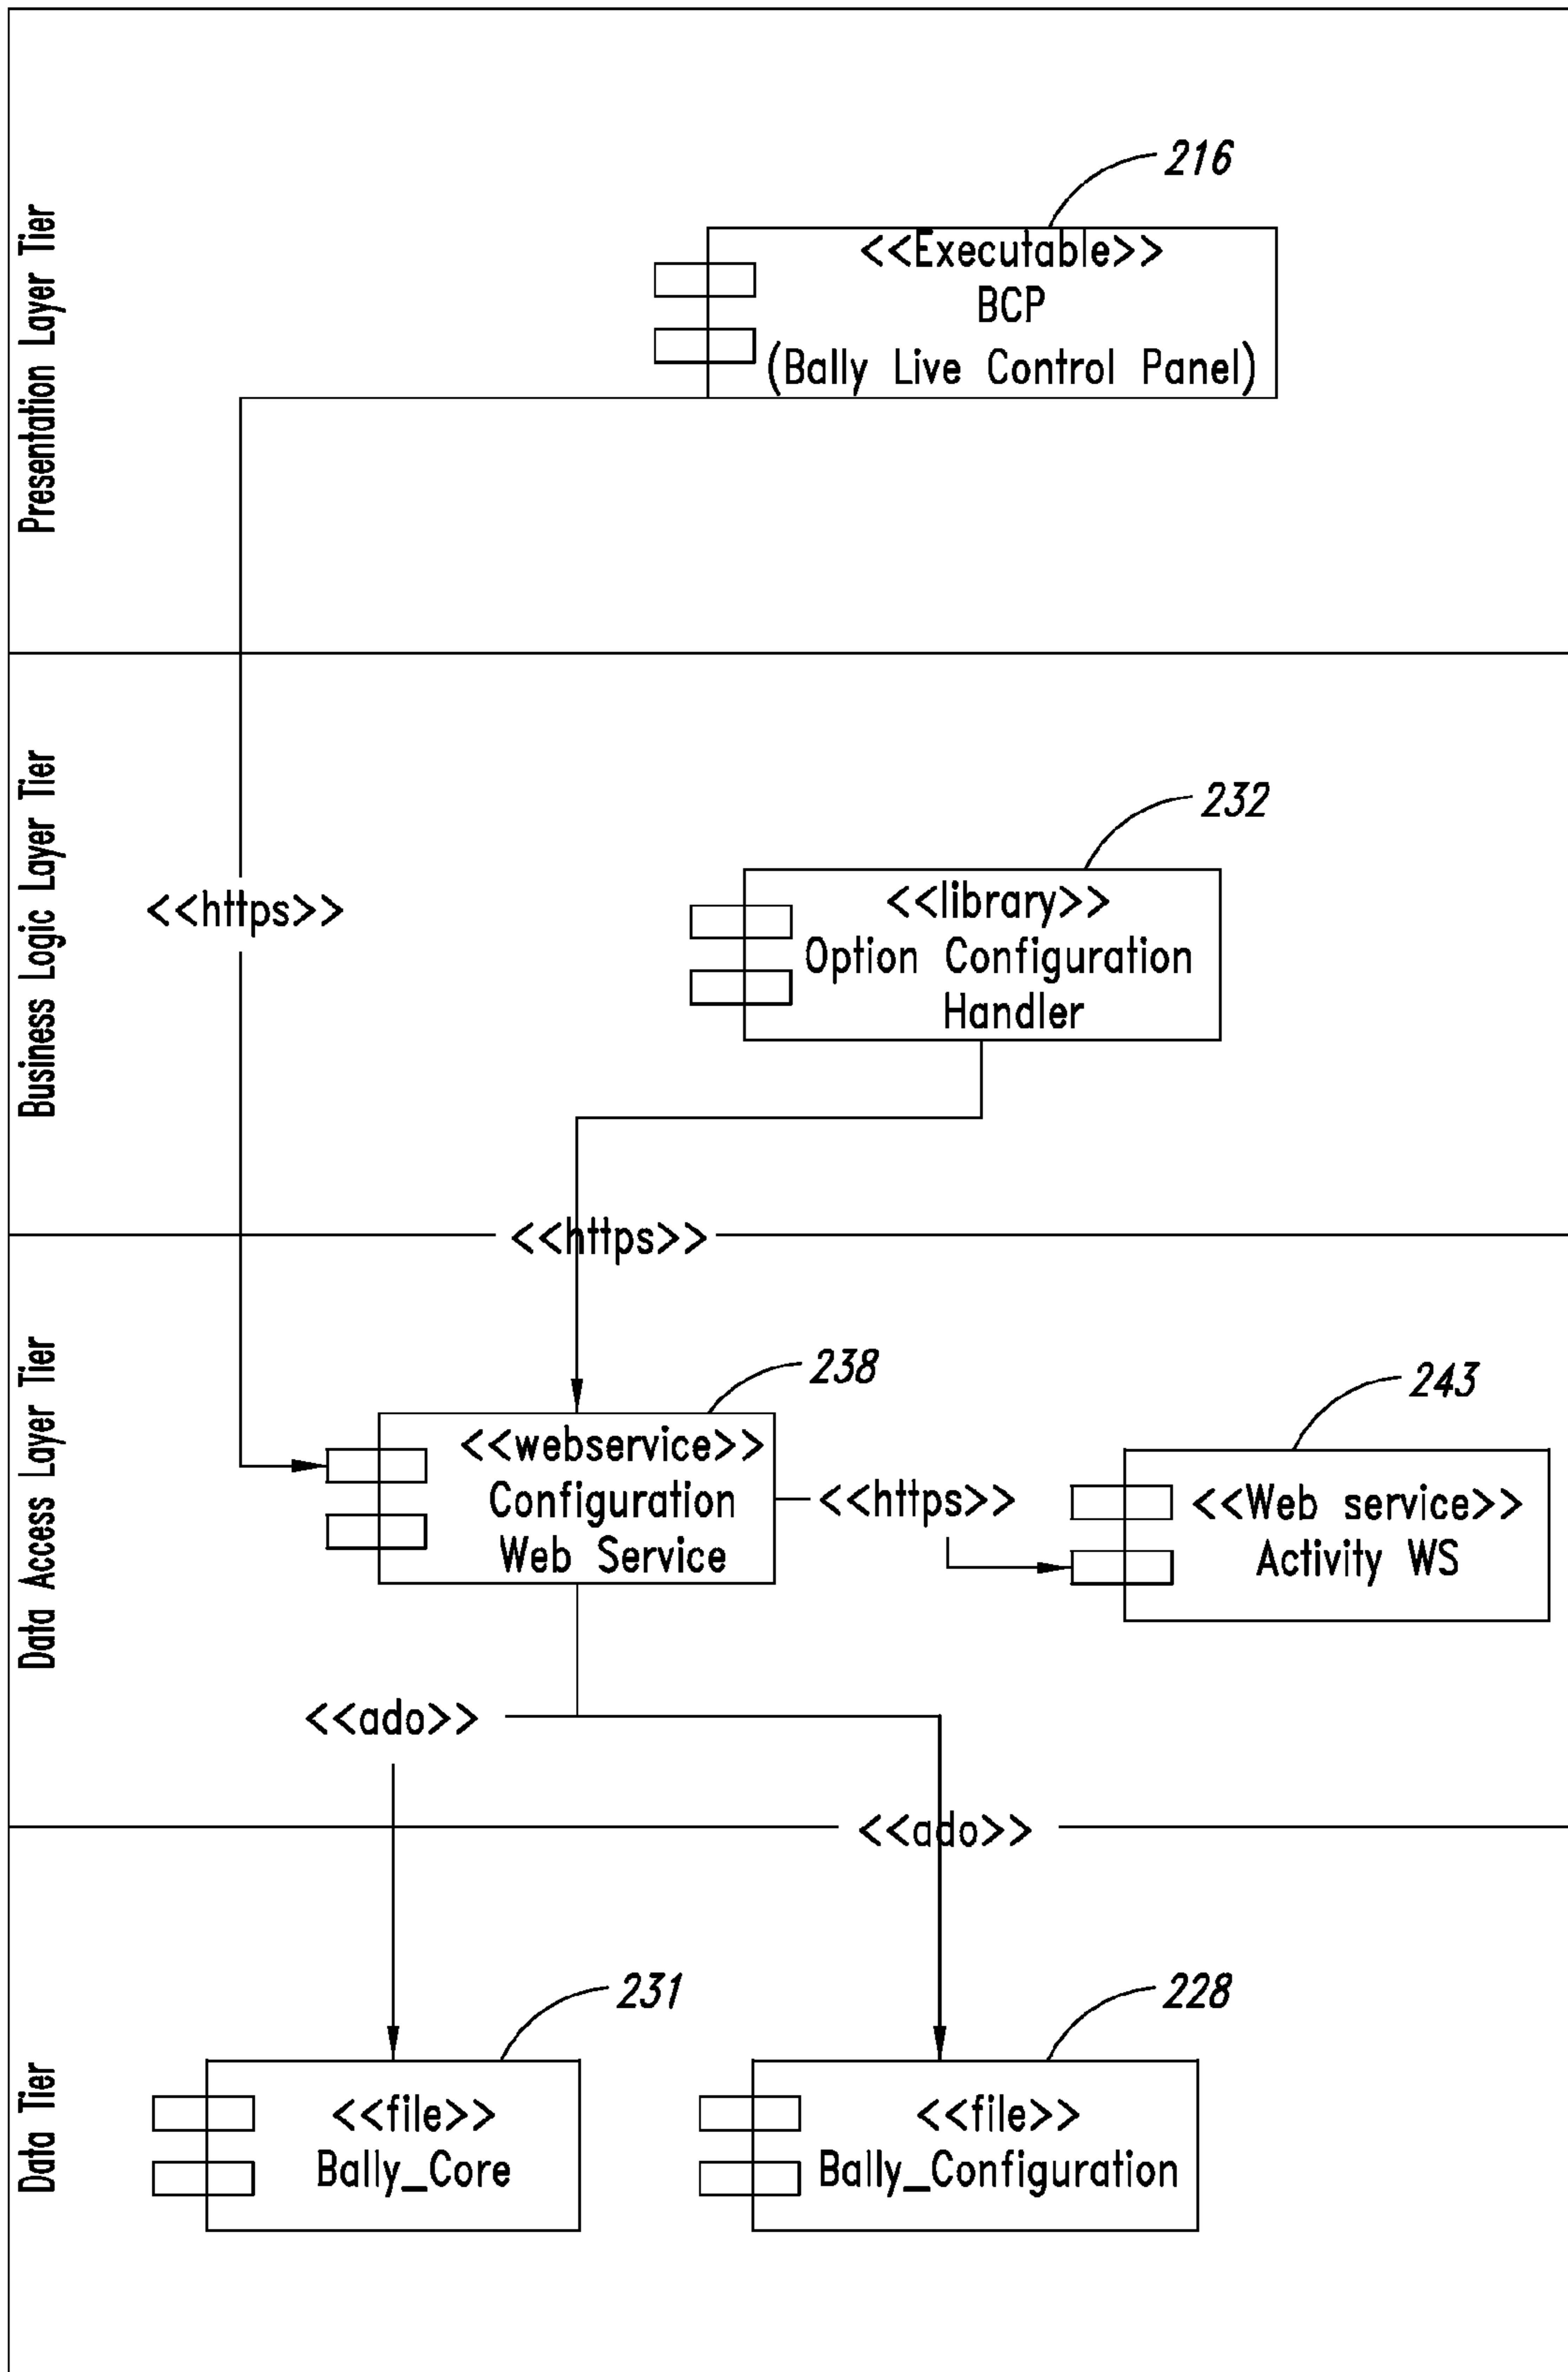 Presentation Layer Tier
216
<<Executable>>
BCP
(Bally Live Control Panel)
Business Logic Layer Tier
<<https>>
232
<<library>>
Option Configuration
Handler
<<https>>
Data Access Layer Tier
238
<<webservice>>
Configuration
Web Service
<<https>>
243
<<Web service>>
Activity WS
<<ado>>
<<ado>>
Data Tier
231
<<file>>
Bally_Core
228
<<file>>
Bally_Configuration